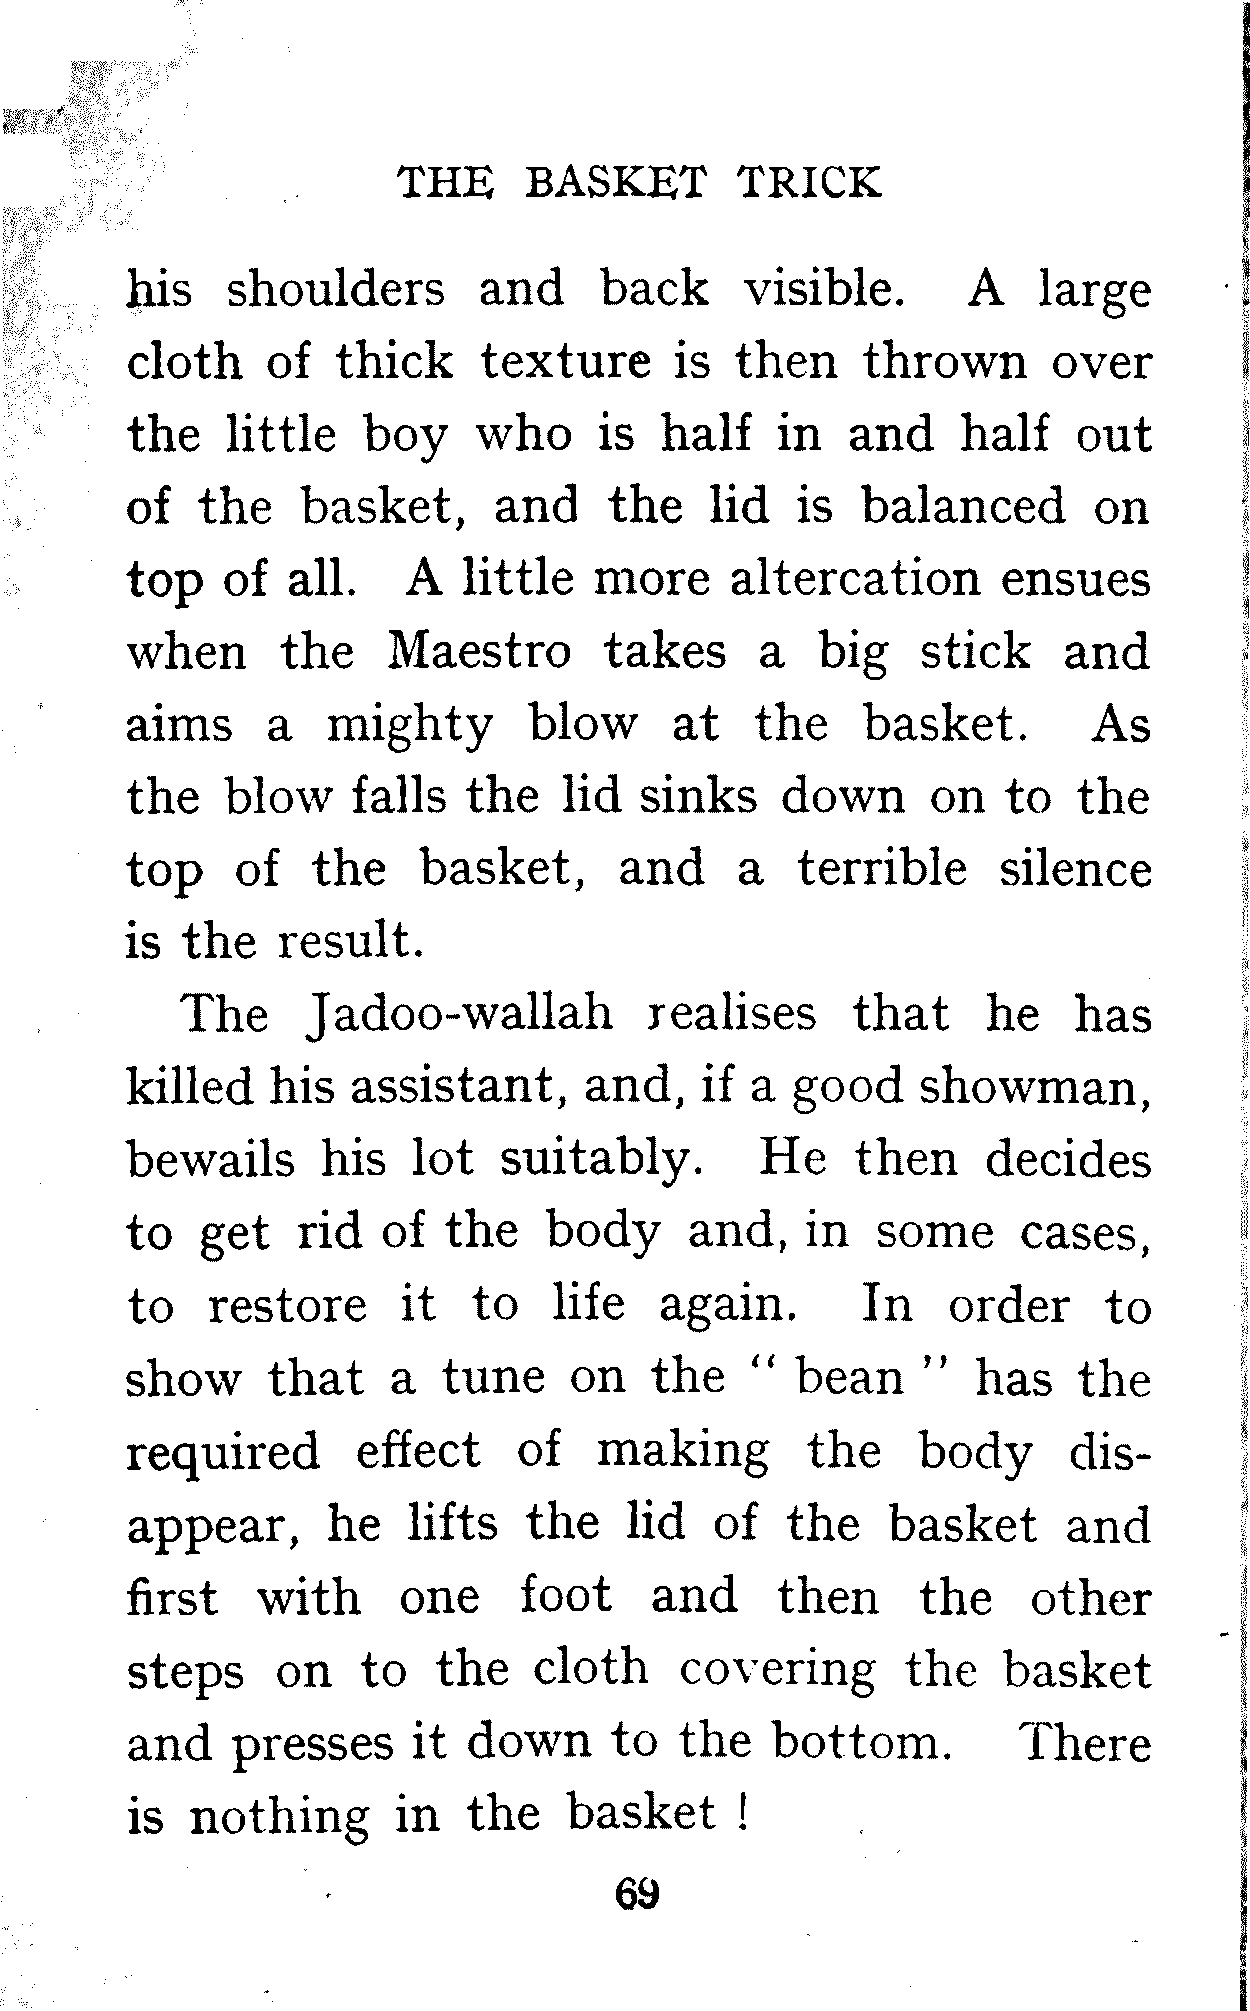 THE BASKET TRICK
his shoulders and back visible. A large
cloth of thick texture is then thrown over
the little boy who is half in and half out
of the basket, and the lid is balanced on
top of all. A little more altercation ensues
when the Maestro takes a big stick and
aims a mighty blow at the basket. As
the blow falls the lid sinks down on to the
top of the basket, and a terrible silence
is the result.
The Jadoo-wallah realises that he has
killed his assistant, and, if a good showman,
bewails his lot suitably. He then decides
to get rid of the body and, in some cases,
to restore it to life again. In order to
show that a tune on the " bean " has the
required effect of making the body dis-
appear, he lifts the lid of the basket and
first with one foot and then the other
steps on to the cloth covering the basket
and presses it down to the bottom. There
is nothing in the basket !
69